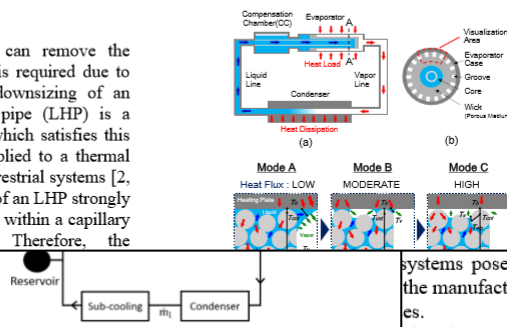 can remove the
is required due to
downsizing of an
pipe (LHP) is a
which satisfies this
plied to a thermal
restrial systems [2,
of an LHP strongly
within a capillary
Therefore, the
Compensation
Chamber(CC)
Evaporator
A
A'
Heat Load
Liquid
Line
Vapor
Line
Condenser
Heat Dissipation
(a)
Visualization
Area
Evaporator
Case
Groove
Core
Wick
(Porous Medium
(b)
Mode A
Mode B
Mode C
Heat Flux : LOW
MODERATE
HIGH
Heating Plate
Liquid
Vapor
Reservoir
Sub-cooling
ṁl
Condenser
systems pose
the manufact
es.